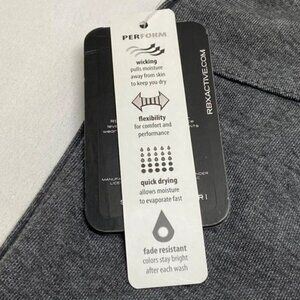 PERFORM
wicking
pulls moisture
away from skin
to keep you dry
flexibility
for comfort and
performance
quick drying
allows moisture
to evaporate fast
fade resistant
colors stay bright
after each wash
RBXACTIVE.COM